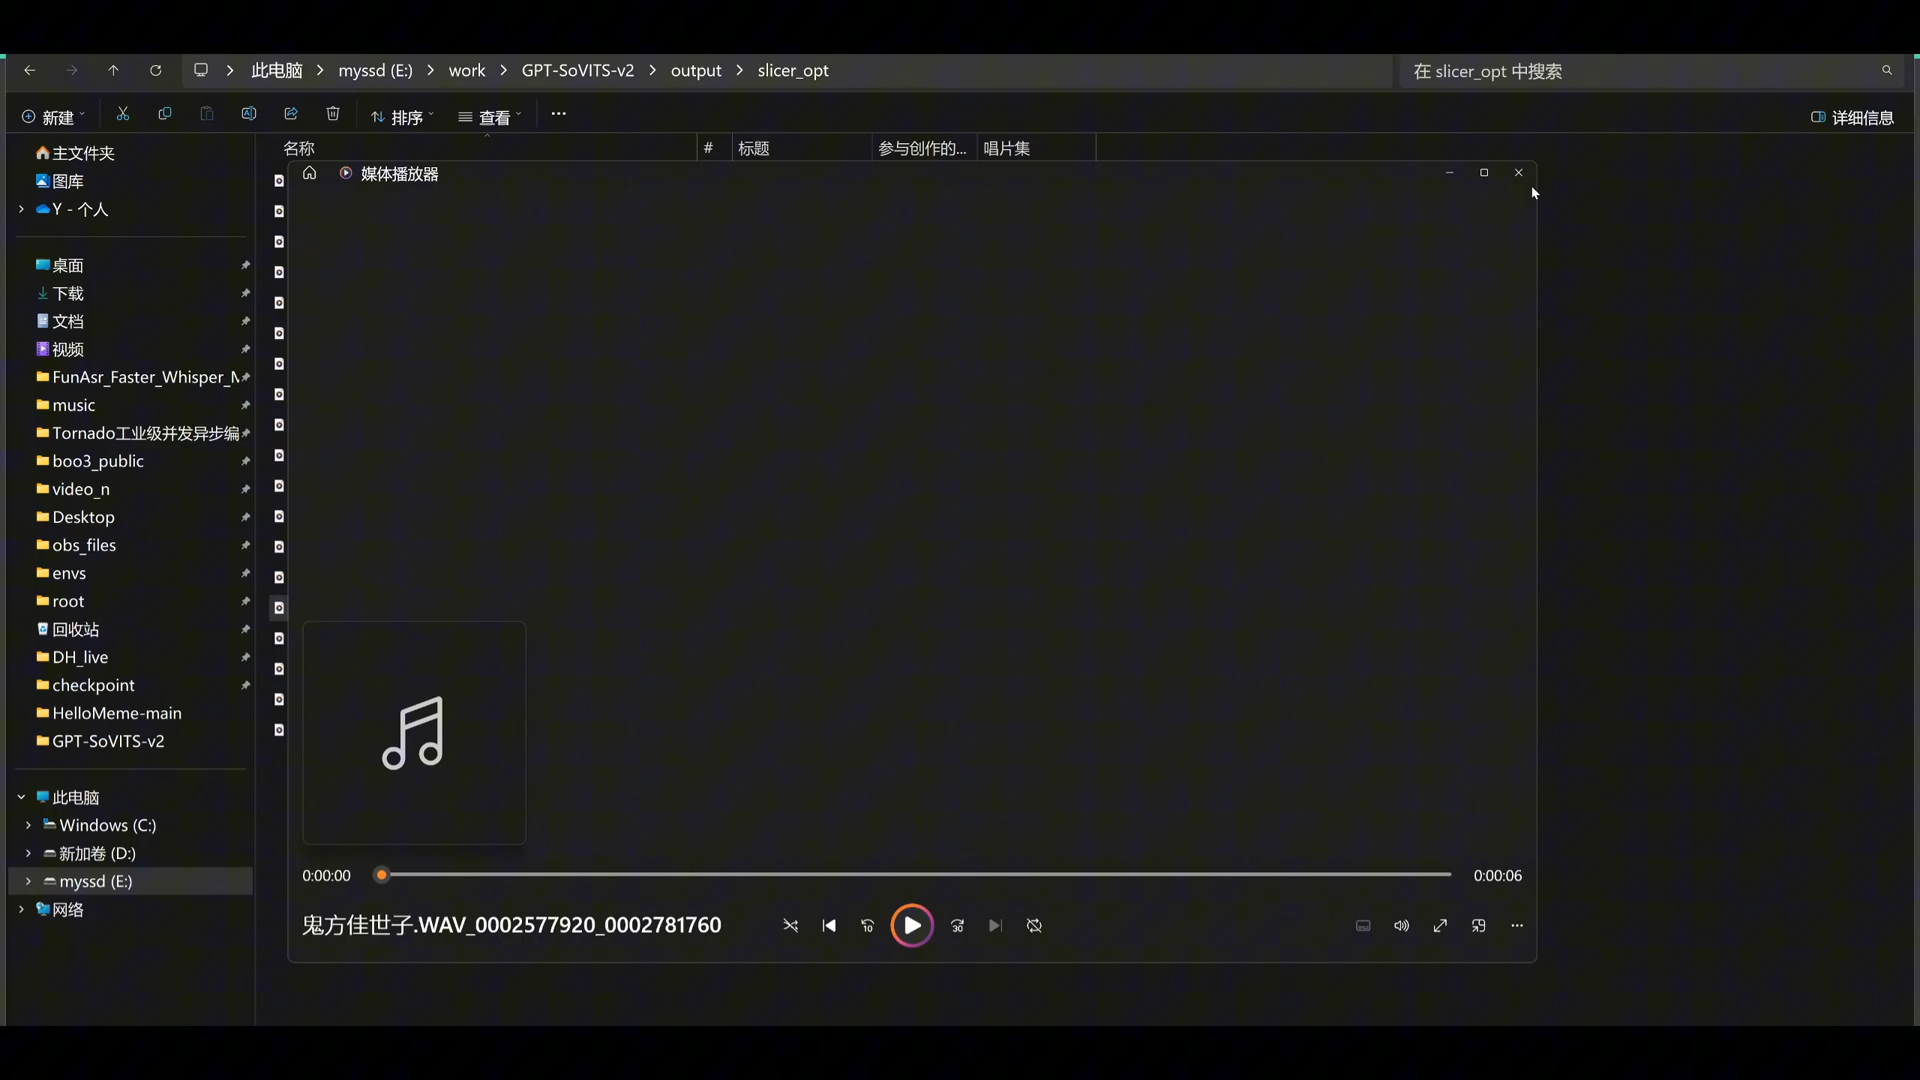 此电脑 myssd (E:) work GPT-SoVITS-v2 output slicer_opt
在 slicer_opt 中搜索
新建 排序 查看 详细信息
名称 # 标题 参与创作的... 唱片集
主文件夹
图库
Y - 个人
桌面
下载
文档
视频
FunAsr_Faster_Whisper_
music
Tornado工业级并发异步编
boo3_public
video_n
Desktop
obs_files
envs
root
回收站
DH_live
checkpoint
HelloMeme-main
GPT-SoVITS-v2
此电脑
Windows (C:)
新加卷 (D:)
myssd (E:)
网络
媒体播放器
0:00:00 0:00:06
鬼方佳世子.WAV_0002577920_0002781760
10 30